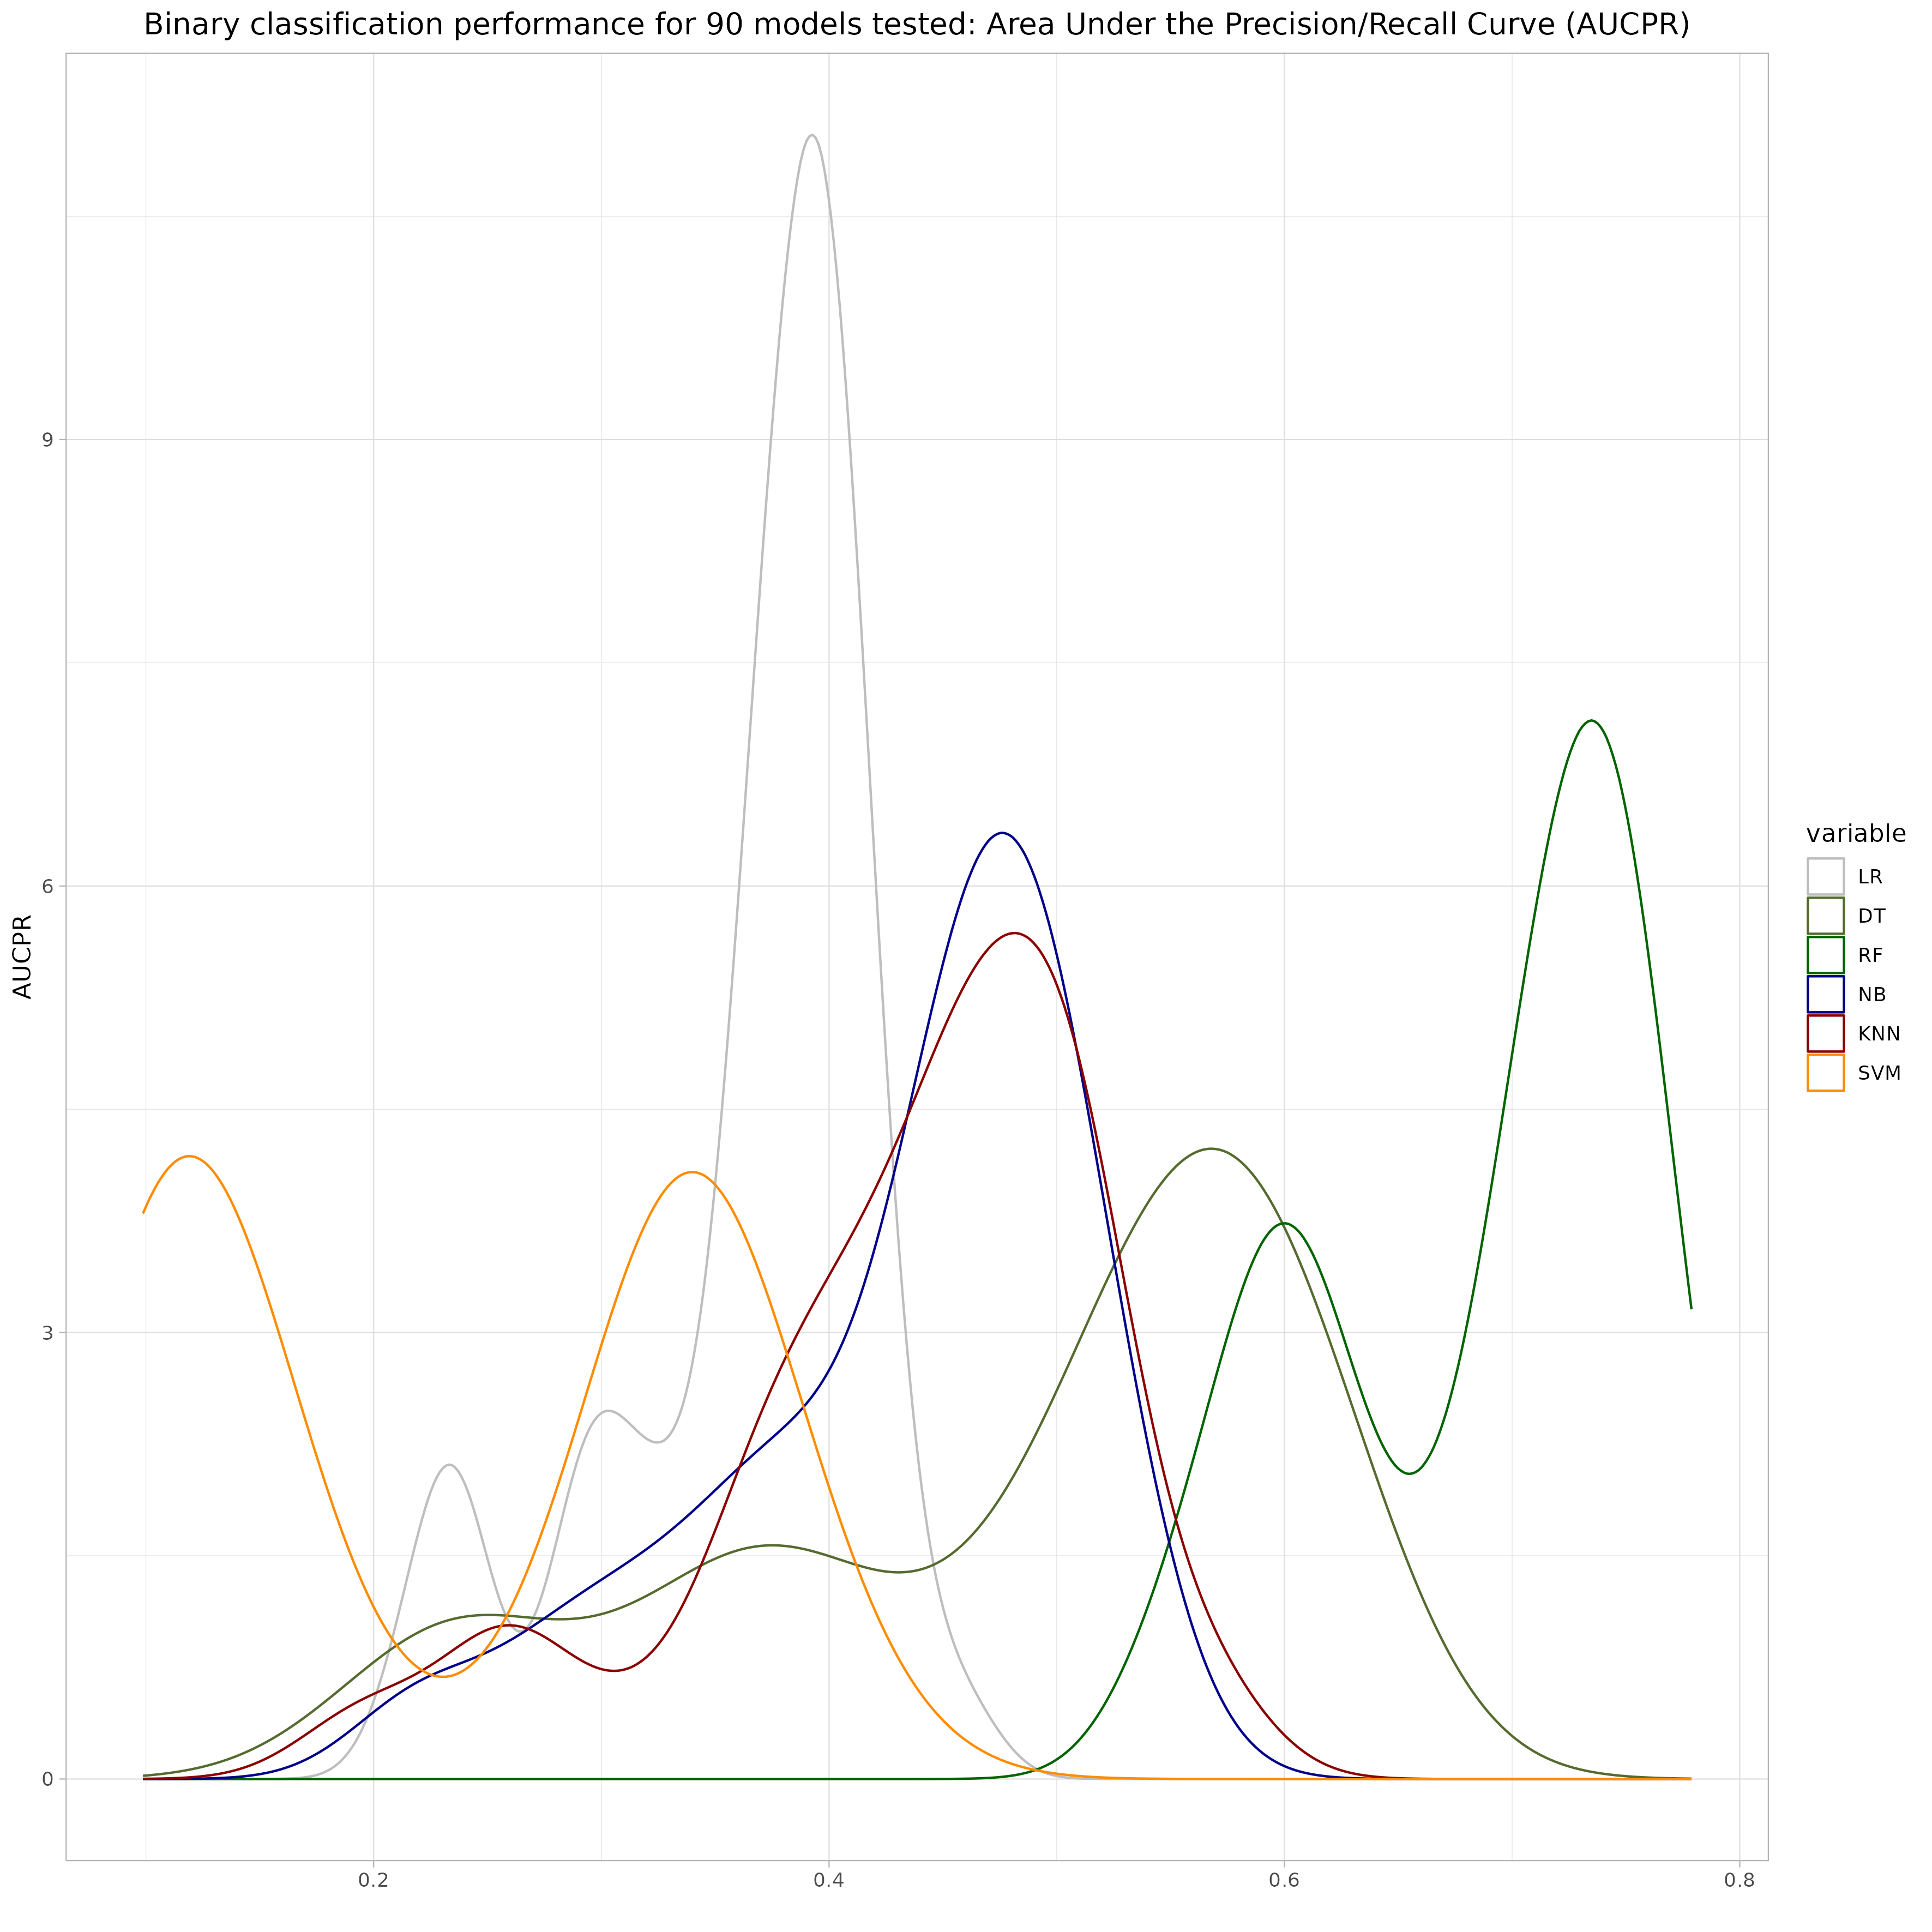 Binary classification performance for 90 models tested: Area Under the Precision/Recall Curve (AUCPR)
9
6
3
0
AUCPR
0.2 0.4 0.6 0.8
variable
LR
DT
RF
NB
KNN
SVM